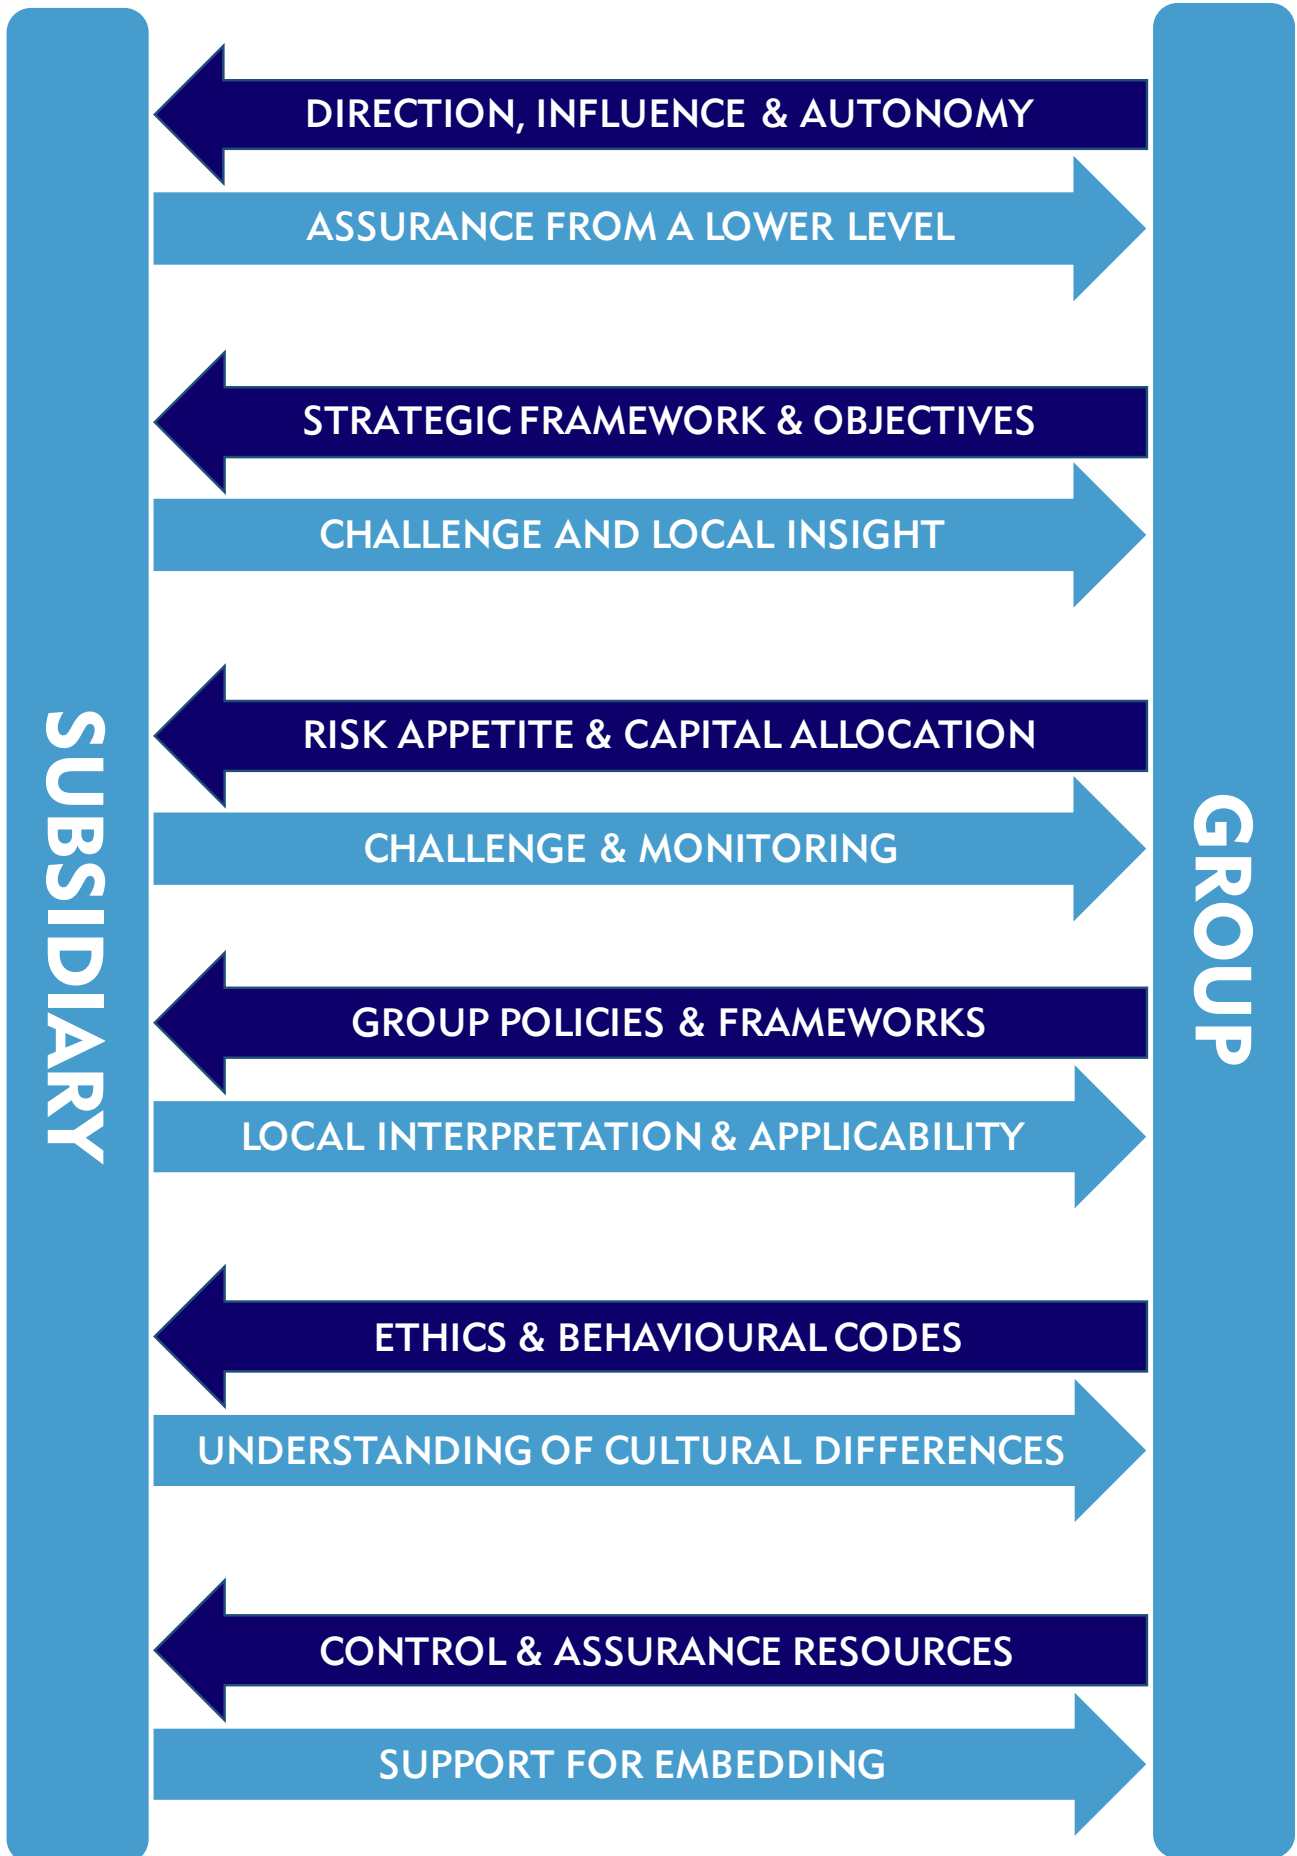 DIRECTION, INFLUENCE & AUTONOMY
ASSURANCE FROM A LOWER LEVEL
STRATEGIC FRAMEWORK & OBJECTIVES
CHALLENGE AND LOCAL INSIGHT
RISK APPETITE & CAPITAL ALLOCATION
CHALLENGE & MONITORING
GROUP POLICIES & FRAMEWORKS
LOCAL INTERPRETATION & APPLICABILITY
ETHICS & BEHAVIOURAL CODES
UNDERSTANDING OF CULTURAL DIFFERENCES
CONTROL & ASSURANCE RESOURCES
SUPPORT FOR EMBEDDING
SUBSIDIARY
GROUP